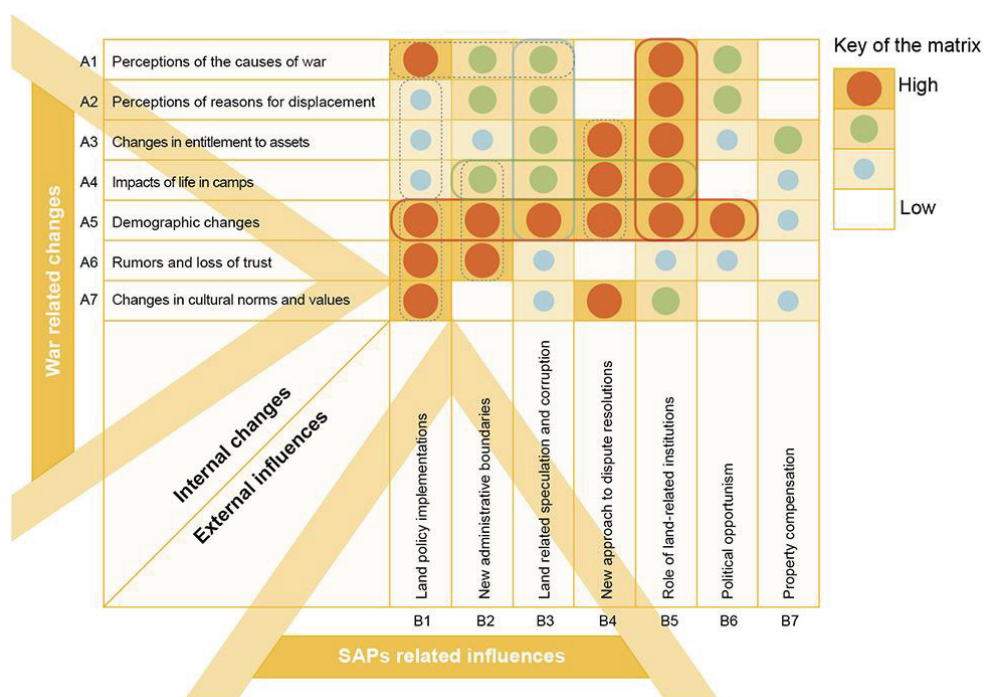 Key of the matrix
High
Low
War related changes
A1 Perceptions of the causes of war
A2 Perceptions of reasons for displacement
A3 Changes in entitlement to assets
A4 Impacts of life in camps
A5 Demographic changes
A6 Rumors and loss of trust
A7 Changes in cultural norms and values
Internal changes
External influences
Land policy implementations
New administrative boundaries
Land related speculation and corruption
New approach to dispute resolutions
Role of land-related institutions
Political opportunism
Property compensation
B1 B2 B3 B4 B5 B6 B7
SAPs related influences